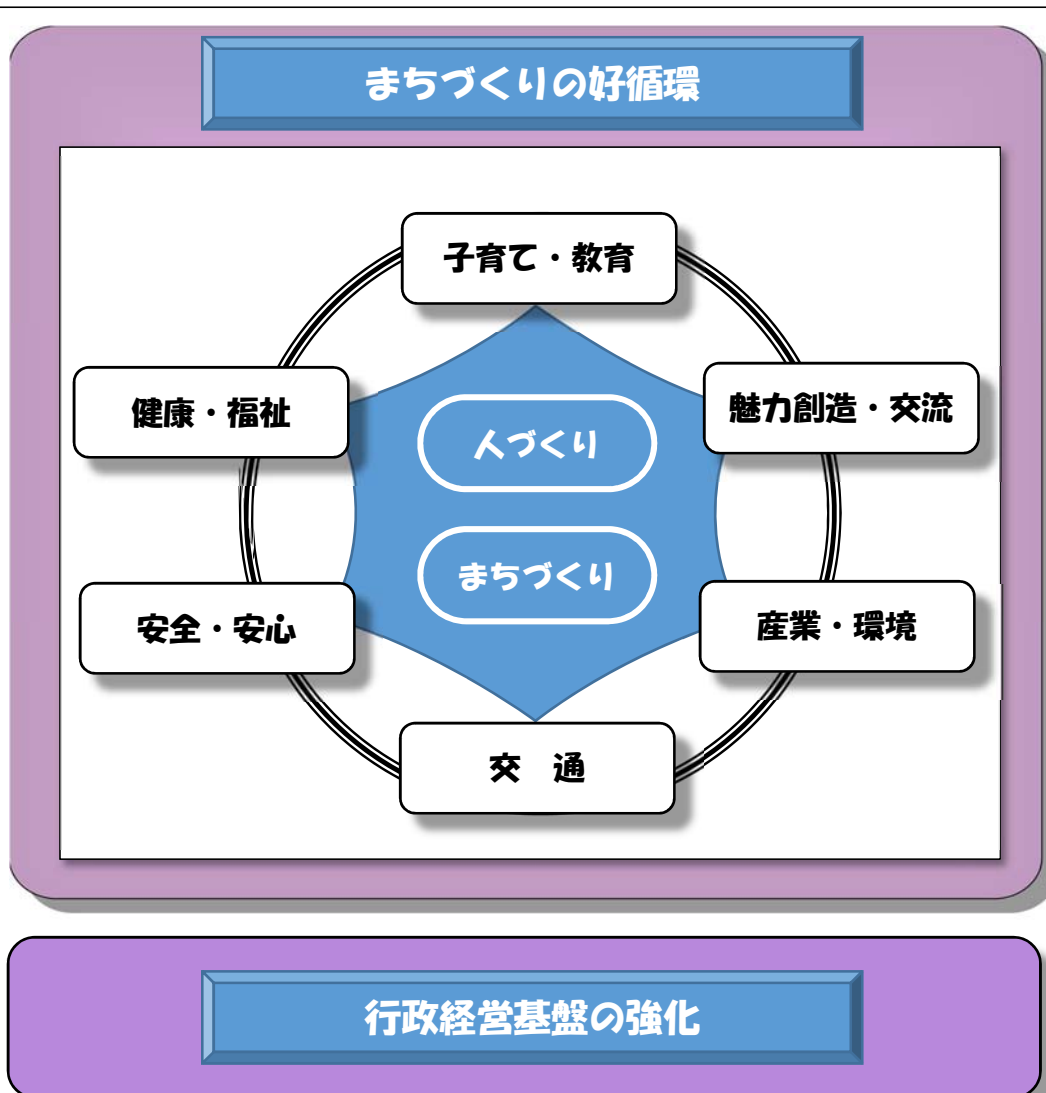 まちづくりの好循環
子育て・教育
健康・福祉
魅力創造・交流
人づくり
まちづくり
安全・安心
産業・環境
交　通
行政経営基盤の強化